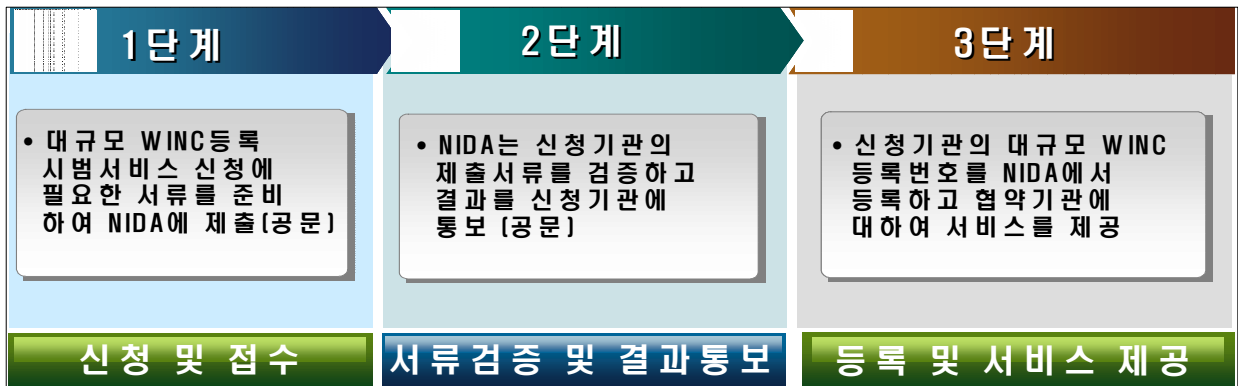 1단계
• 대규모 WINC등록
시범서비스 신청에
필요한 서류를 준비
하여 NIDA에 제출(공문)
신청 및 접수
2단계
• NIDA는 신청기관의
제출서류를 검증하고
결과를 신청기관에
통보 (공문)
서류검증 및 결과통보
3단계
• 신청기관의 대규모 WINC
등록번호를 NIDA에서
등록하고 협약기관에
대하여 서비스를 제공
등록 및 서비스 제공